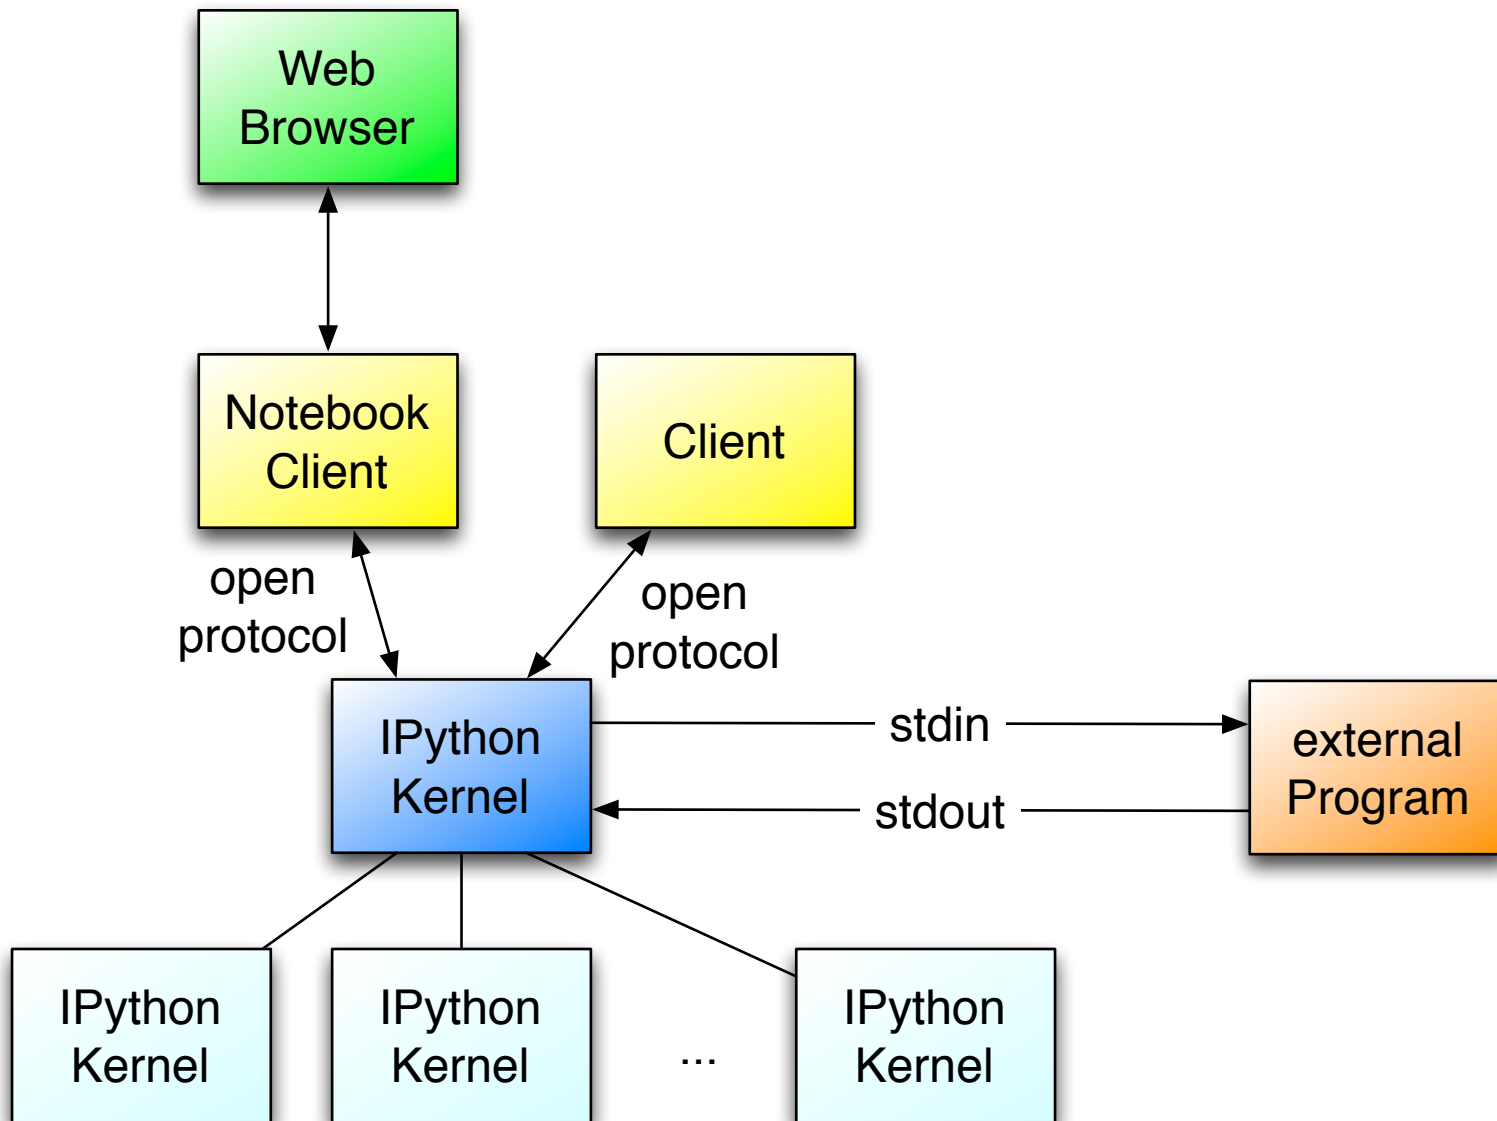 Web
Browser
Notebook
Client
Client
open
protocol
open
protocol
IPython
Kernel
stdin
stdout
external
Program
IPython
Kernel
IPython
Kernel
...
IPython
Kernel